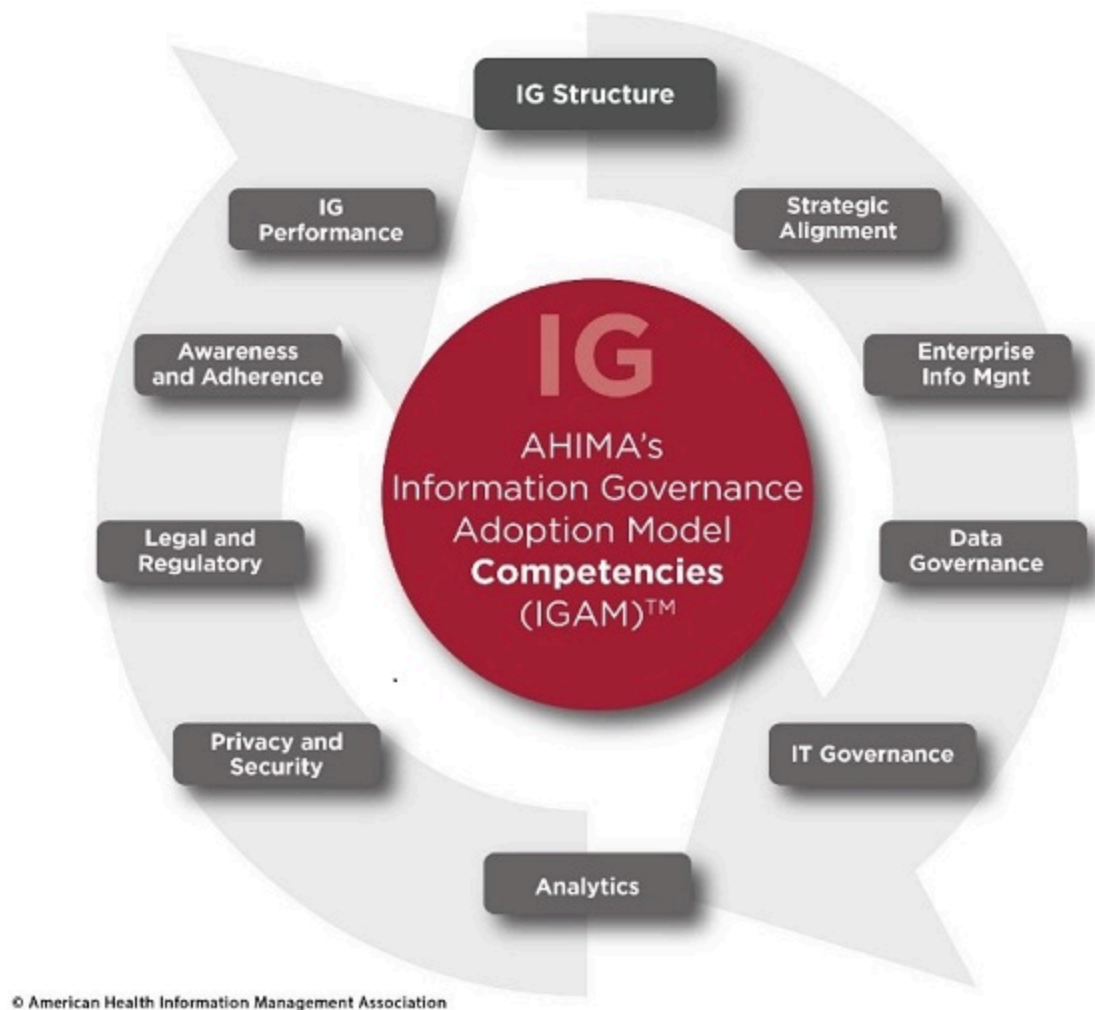 IG Structure
Strategic
Alignment
Enterprise
Info Mgnt
Data
Governance
IT Governance
Analytics
Privacy and
Security
Legal and
Regulatory
Awareness
and Adherence
IG
Performance
IG
AHIMA's
Information Governance
Adoption Model
Competencies
(IGAM)™
© American Health Information Management Association